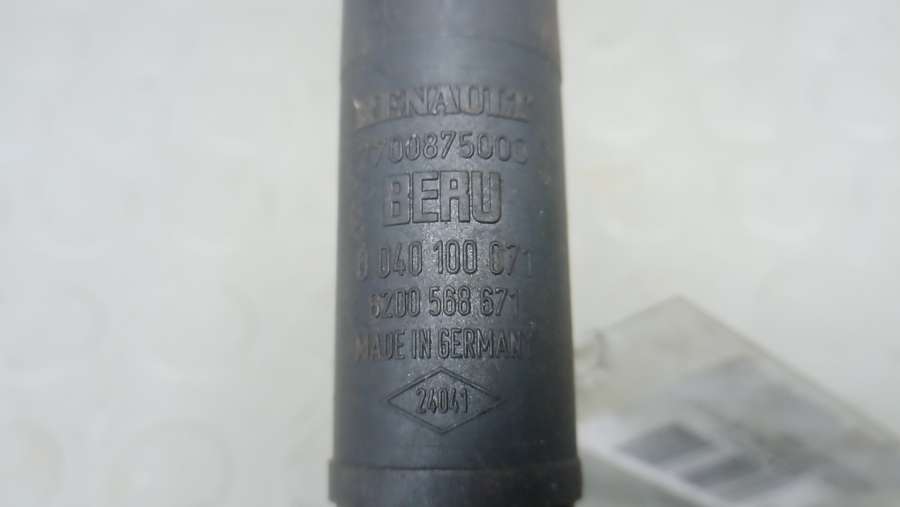 RENAULT
7700875000
BERU
0 040 100 071
8200 568 671
MADE IN GERMANY
24041